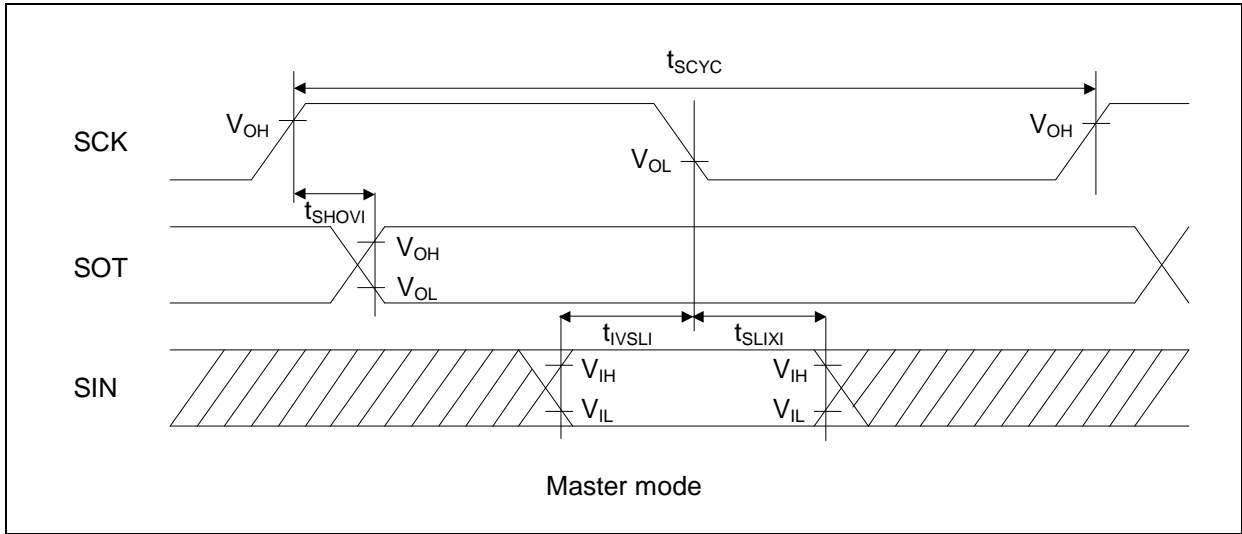 tSCYC
SCK
VOH
VOL
VOH
tSHOVI
SOT
VOH
VOL
tIVSLI
tSLIXI
SIN
VIH
VIL
VIH
VIL
Master mode